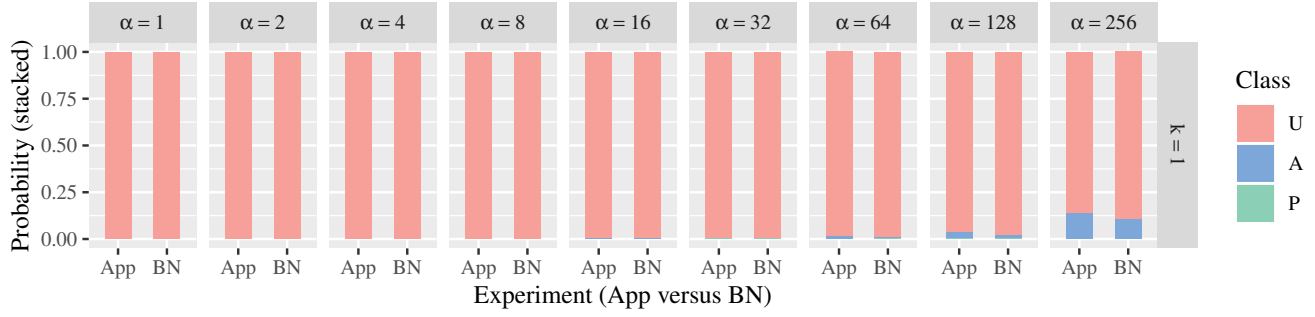 α = 1 α = 2 α = 4 α = 8 α = 16 α = 32 α = 64 α = 128 α = 256
1.00
0.75
0.50
0.25
0.00
Probability (stacked)
k = 1
App BN App BN App BN App BN App BN App BN App BN App BN App BN
Experiment (App versus BN)
Class
U
A
P